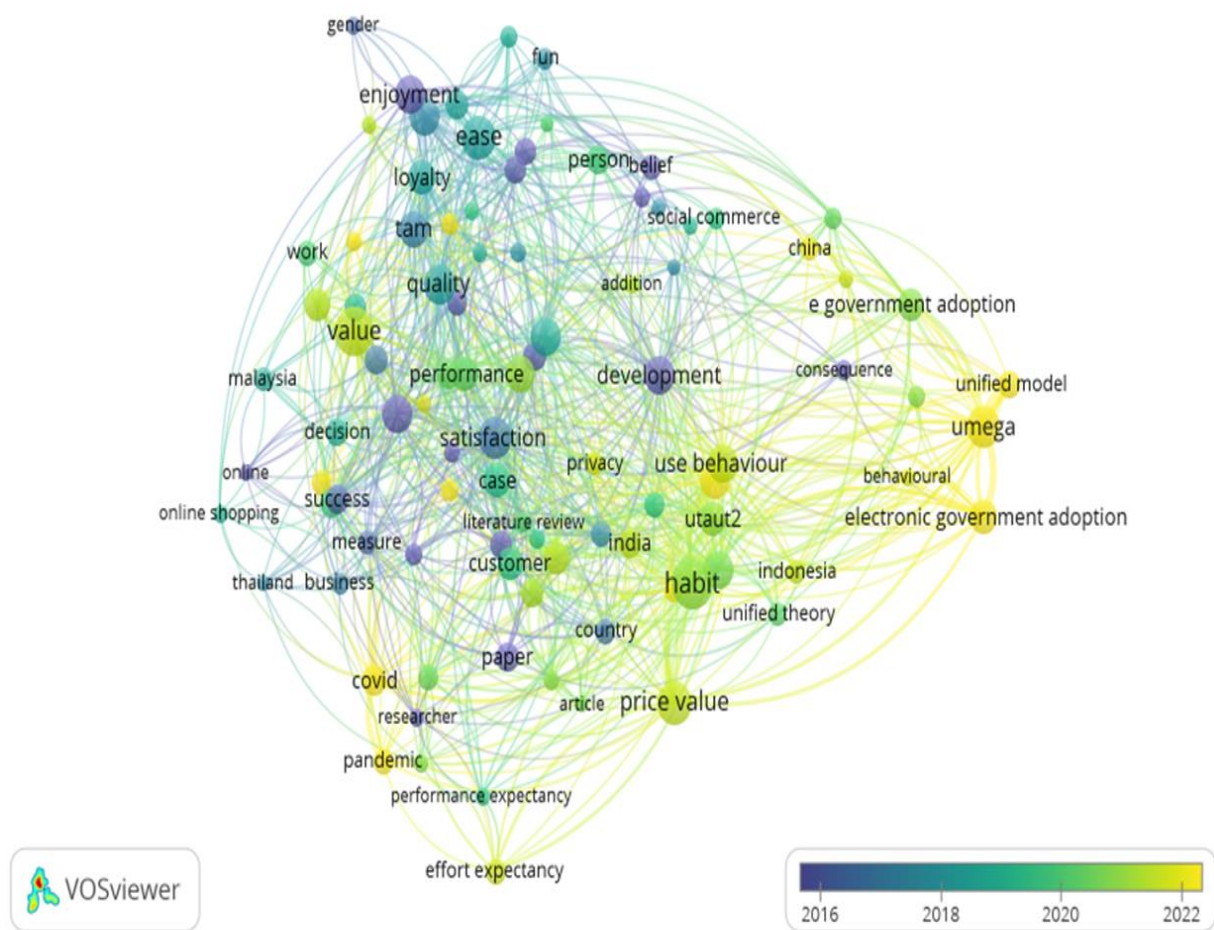 gender
fun
enjoyment
ease
person
belief
loyalty
social commerce
tam
work
china
quality
addition
e government adoption
value
performance
development
consequence
malaysia
unified model
decision
satisfaction
umega
online
case
privacy
use behaviour
behavioural
success
online shopping
literature review
utaut2
electronic government adoption
measure
india
customer
habit
indonesia
thailand
business
unified theory
country
paper
covid
researcher
article
price value
pandemic
performance expectancy
effort expectancy
VOSviewer
2016
2018
2020
2022